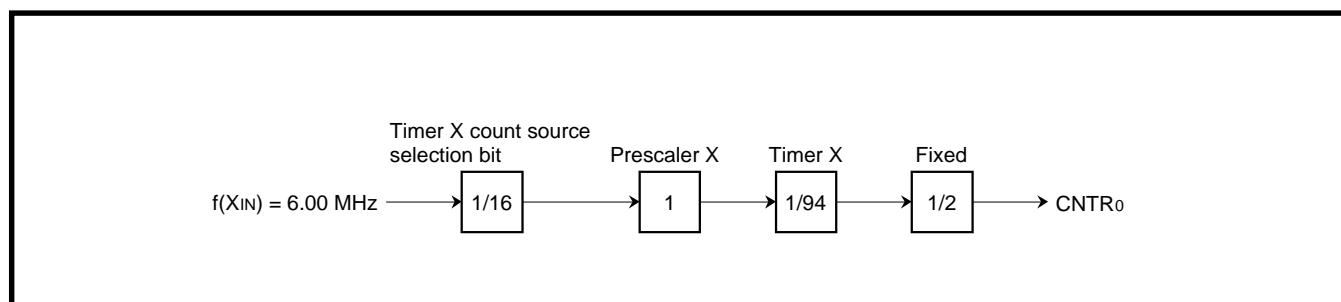 Timer X count source
selection bit
Prescaler X
Timer X
Fixed
f(XIN) = 6.00 MHz
1/16
1
1/94
1/2
CNTR0